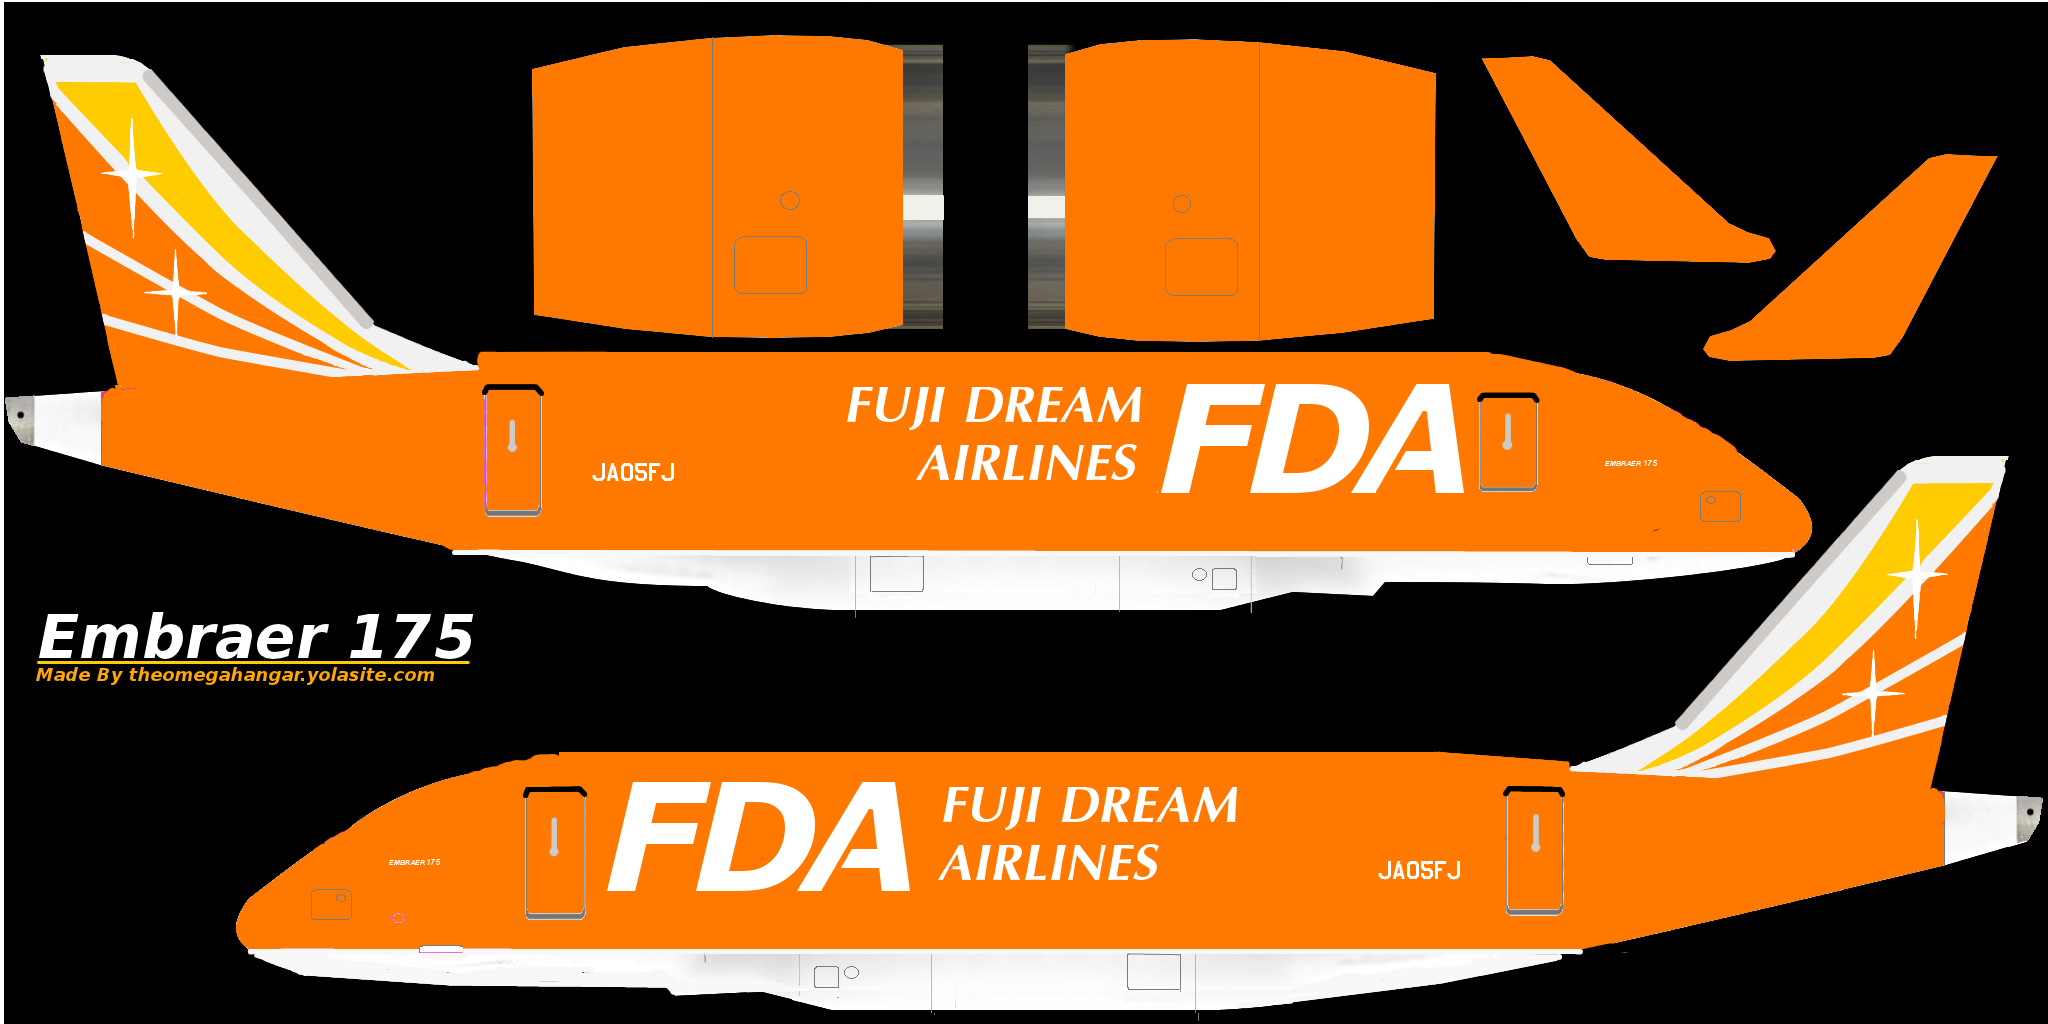 FUJI DREAM
AIRLINES
FDA
JA05FJ
EMBRAER 175
Embraer 175
Made By theomegahangar.yolasite.com
FDA
FUJI DREAM
AIRLINES
EMBRAER 175
JA05FJ